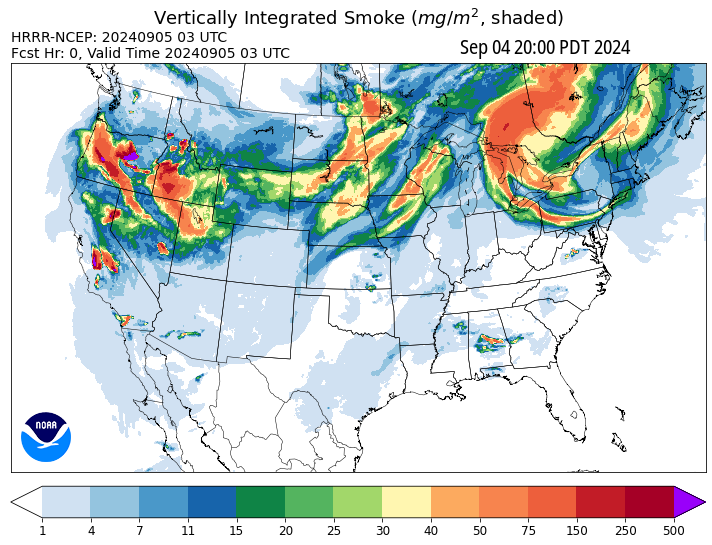 Vertically Integrated Smoke (mg/m², shaded)
HRRR-NCEP: 20240905 03 UTC
Fcst Hr: 0, Valid Time 20240905 03 UTC
Sep 04 20:00 PDT 2024
NOAA
1 4 7 11 15 20 25 30 40 50 75 150 250 500